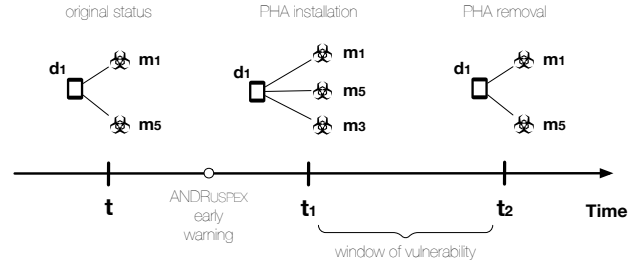 original status
PHA installation
PHA removal
d1
m1
m5
d1
m1
m5
m3
d1
m1
m5
t
ANDRUSPEX
early
warning
t1
t2
Time
window of vulnerability